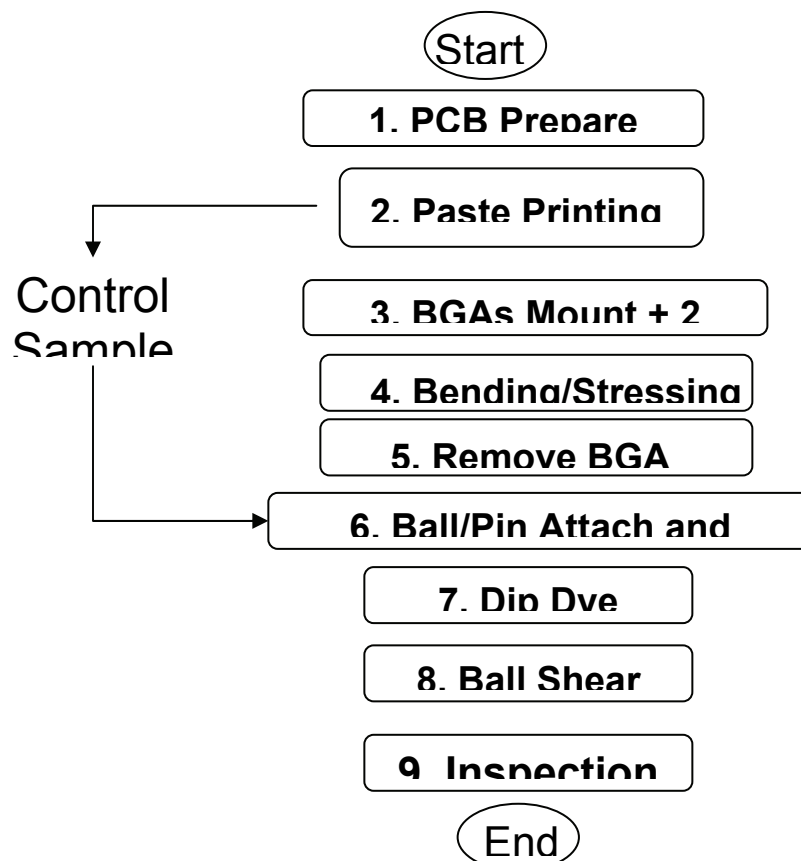 Start
1. PCB Prepare
2. Paste Printing
Control
Sample
3. BGAs Mount + 2
4. Bending/Stressing
5. Remove BGA
6. Ball/Pin Attach and
7. Dip Dye
8. Ball Shear
9. Inspection
End